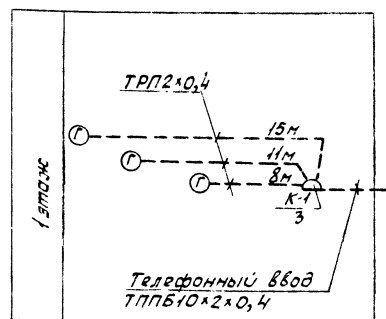 ТРП2×0,4
1 этаж
Г
15м
Г
11м
Г
8м
К-1
3
Телефонный ввод
ТППБ10×2×0,4